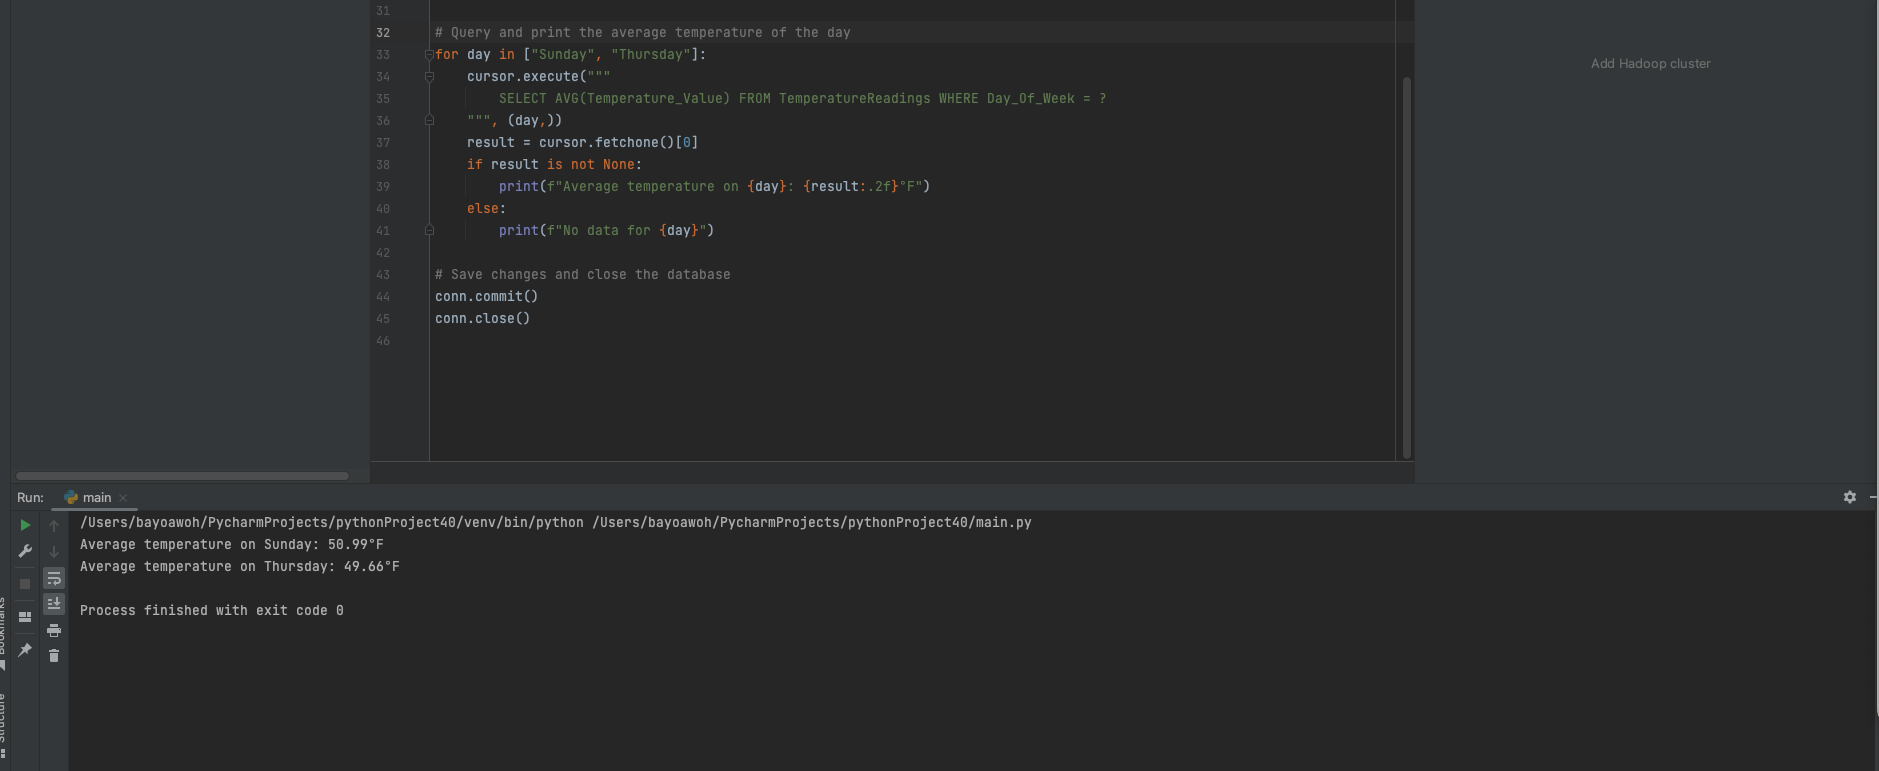 31
32 # Query and print the average temperature of the day
33 for day in ["Sunday", "Thursday"]:
34 cursor.execute("""
35 SELECT AVG(Temperature_Value) FROM TemperatureReadings WHERE Day_Of_Week = ?
36 """, (day,))
37 result = cursor.fetchone()[0]
38 if result is not None:
39 print(f"Average temperature on {day}: {result:.2f}°F")
40 else:
41 print(f"No data for {day}")
42
43 # Save changes and close the database
44 conn.commit()
45 conn.close()
46
Add Hadoop cluster
Run: main
/Users/bayoawoh/PycharmProjects/pythonProject40/venv/bin/python /Users/bayoawoh/PycharmProjects/pythonProject40/main.py
Average temperature on Sunday: 50.99°F
Average temperature on Thursday: 49.66°F
Process finished with exit code 0
Bookmarks
Structure